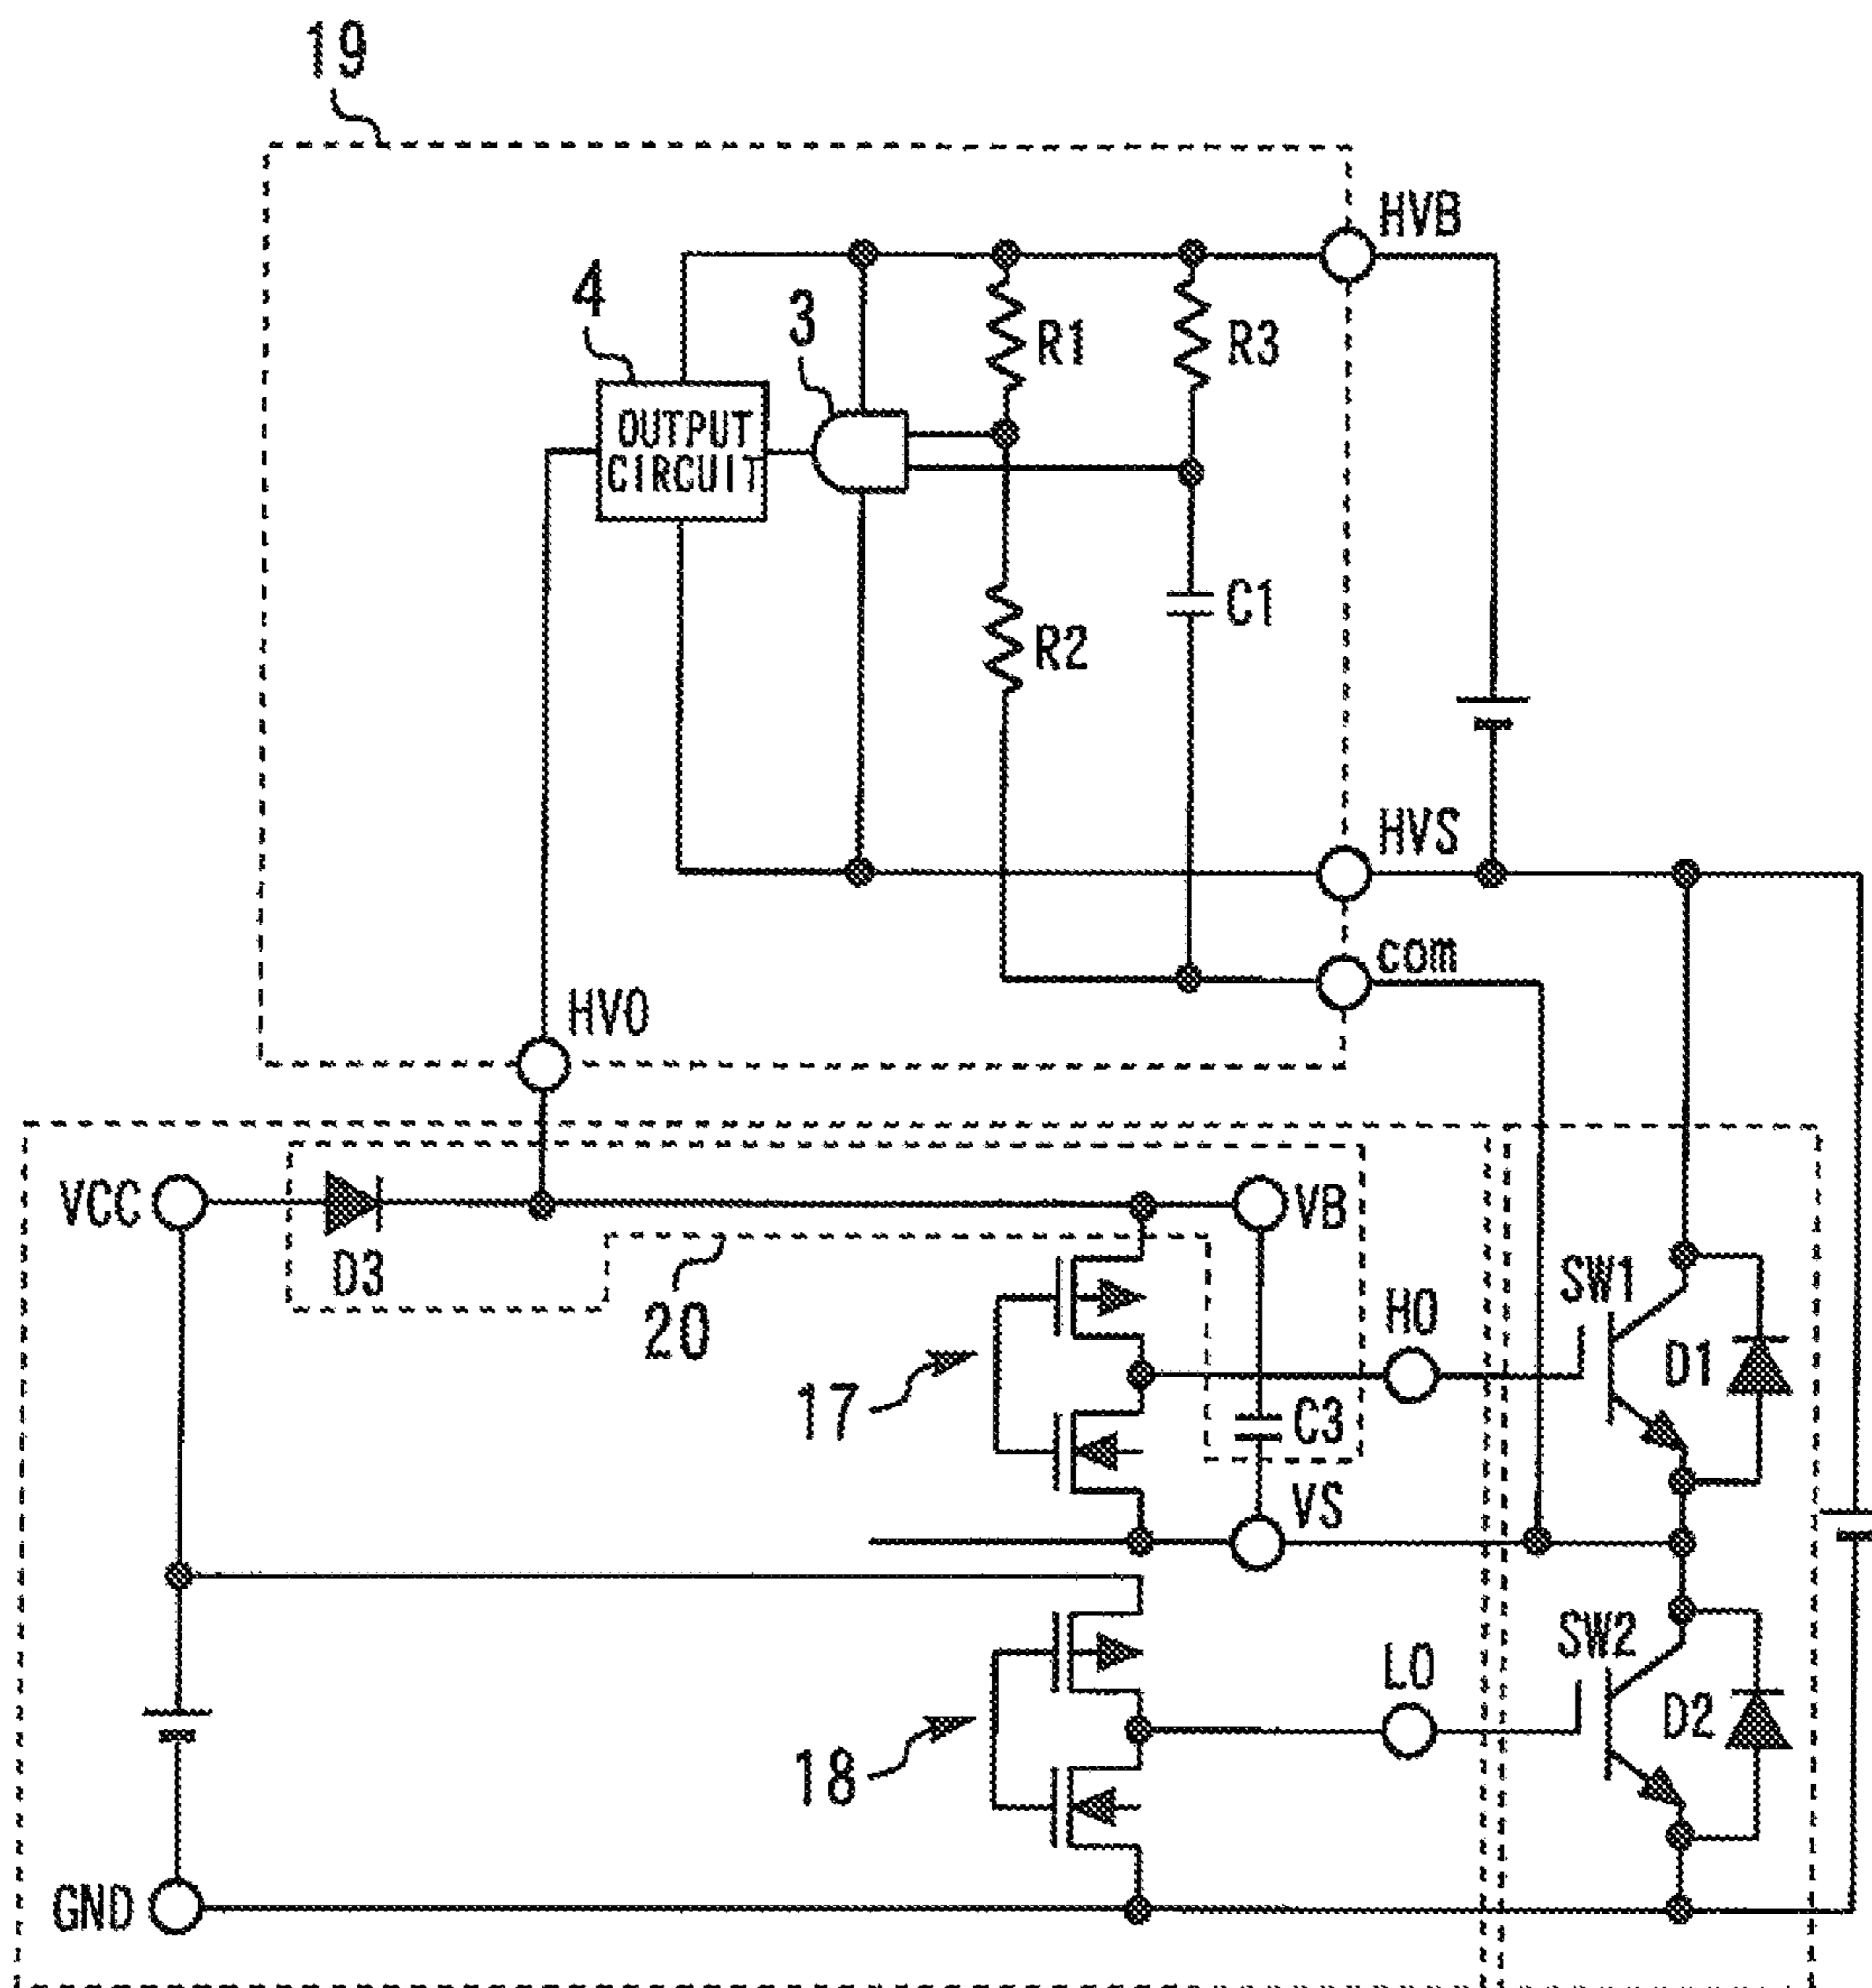 19
HVB
4
3
R1
R3
OUTPUT
CIRCUIT
C1
R2
HVS
com
HVO
VCC
VB
D3
SW1
20
HO
D1
17
C3
VS
SW2
LO
D2
18
GND